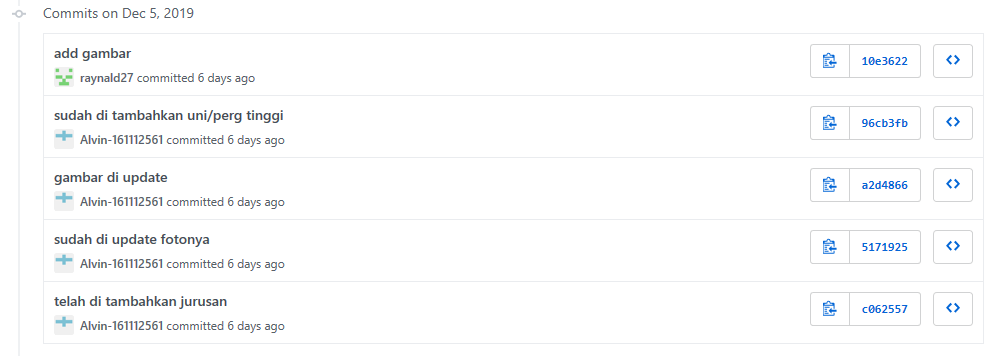 Commits on Dec 5, 2019
add gambar
10e3622
raynald27 committed 6 days ago
sudah di tambahkan uni/perg tinggi
96cb3fb
Alvin-161112561 committed 6 days ago
gambar di update
a2d4866
Alvin-161112561 committed 6 days ago
sudah di update fotonya
5171925
Alvin-161112561 committed 6 days ago
telah di tambahkan jurusan
c062557
Alvin-161112561 committed 6 days ago